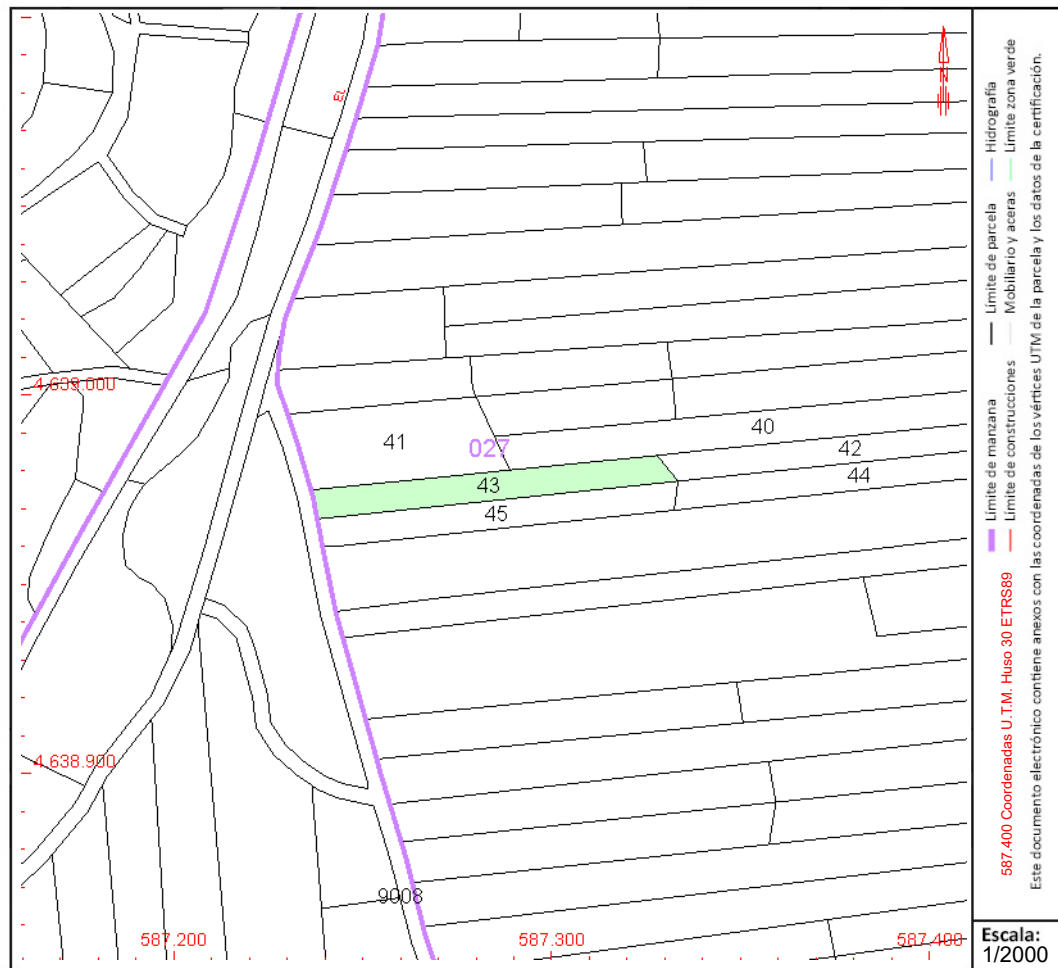 EL
N
4.639.000
41
027
40
42
43
44
45
4.638.900
9008
587.200
587.300
587.400
Límite de manzana
Límite de parcela
Hidrografía
Límite de construcciones
Mobiliario y aceras
Límite zona verde
587.400 Coordenadas U.T.M. Huso 30 ETRS89
Este documento electrónico contiene anexos con las coordenadas de los vértices UTM de la parcela y los datos de la certificación.
Escala:
1/2000